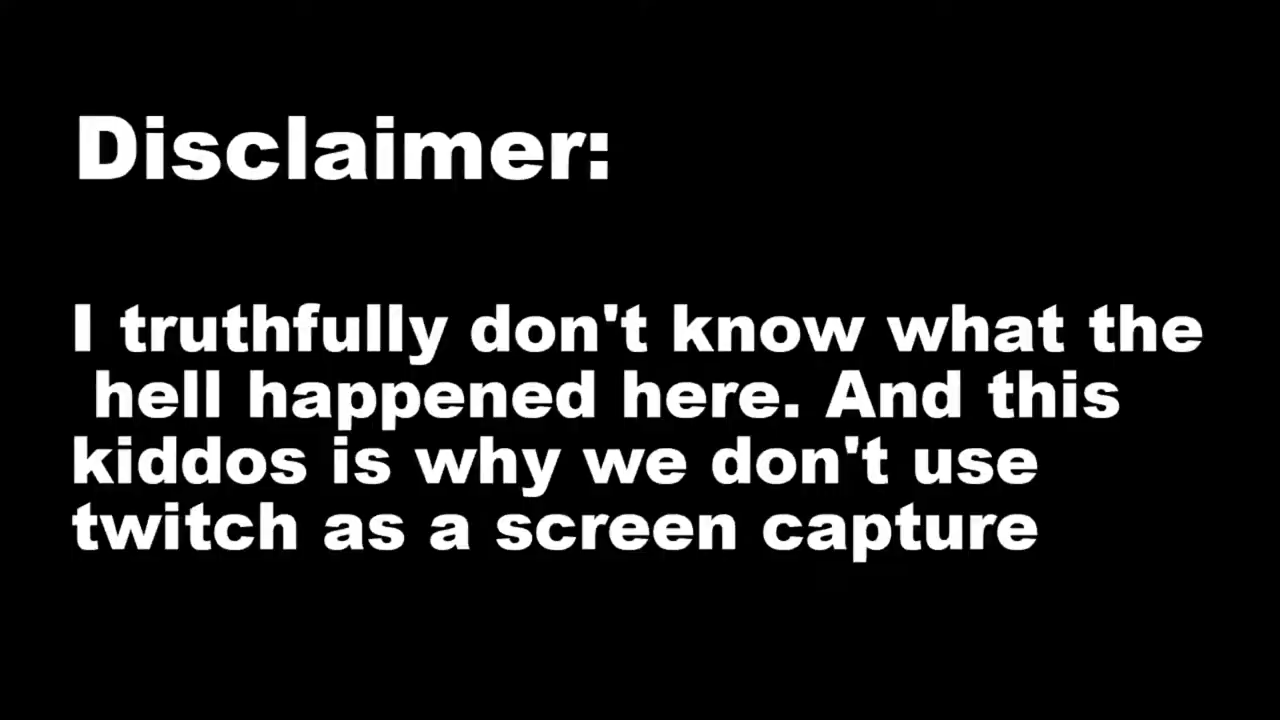 Disclaimer:
I truthfully don't know what the
hell happened here. And this
kiddos is why we don't use
twitch as a screen capture